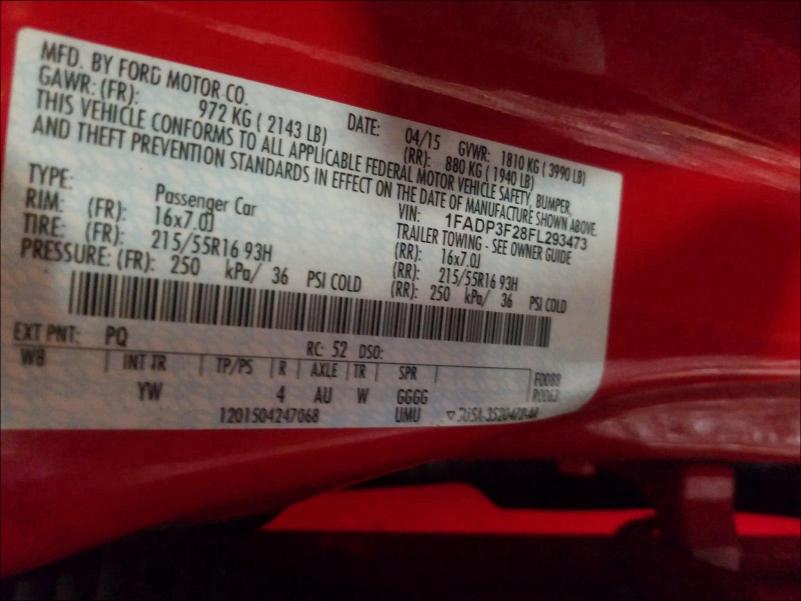 MFD. BY FORD MOTOR CO.
DATE: 04/15 GVWR: 1810 KG ( 3990 LB)
GAWR: (FR): 972 KG ( 2143 LB) (RR): 880 KG ( 1940 LB)
THIS VEHICLE CONFORMS TO ALL APPLICABLE FEDERAL MOTOR VEHICLE SAFETY, BUMPER,
AND THEFT PREVENTION STANDARDS IN EFFECT ON THE DATE OF MANUFACTURE SHOWN ABOVE.
VIN: 1FADP3F28FL293473
TYPE: Passenger Car TRAILER TOWING - SEE OWNER GUIDE
RIM: (FR): 16x7.0J (RR): 16x7.0J
TIRE: (FR): 215/55R16 93H (RR): 215/55R16 93H
PRESSURE: (FR): 250 kPa/ 36 PSI COLD (RR): 250 kPa/ 36 PSI COLD
EXT PNT: PQ RC: 52 DSO:
WB INT TR TP/PS R AXLE TR SPR
YW 4 AU W GGGG
1201504247068 UMU